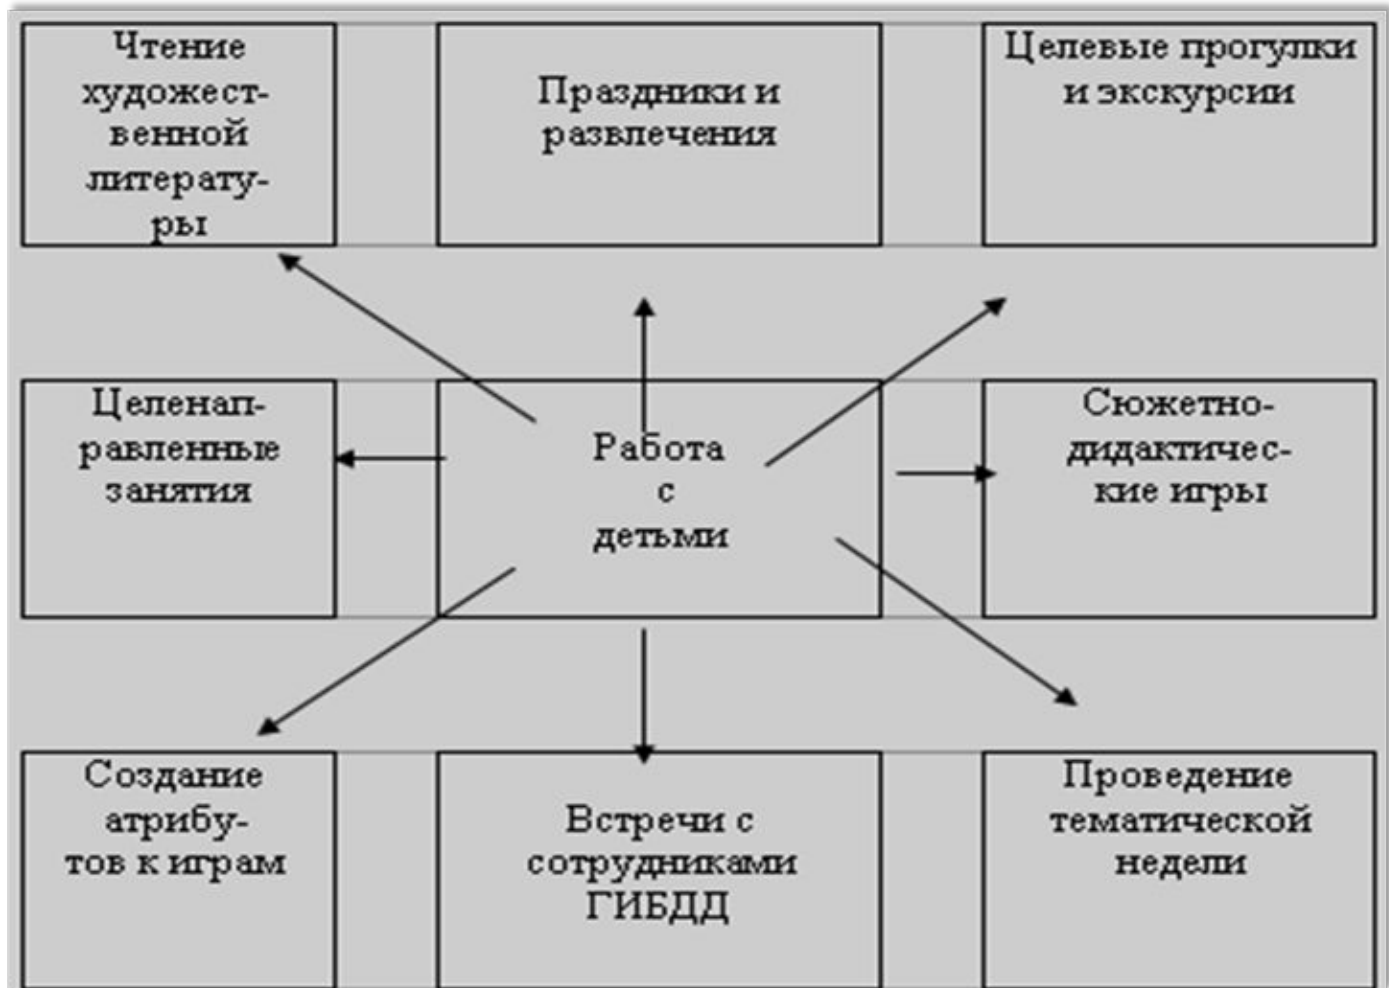 Чтение
художест-
венной
литерату-
ры
Праздники и
развлечения
Целевые прогулки
и экскурсии
Целенап-
равленные
занятия
Работа
с
детьми
Сюжетно-
дидактичес-
кие игры
Создание
атрибу-
тов к играм
Встречи с
сотрудниками
ГИБДД
Проведение
тематической
недели